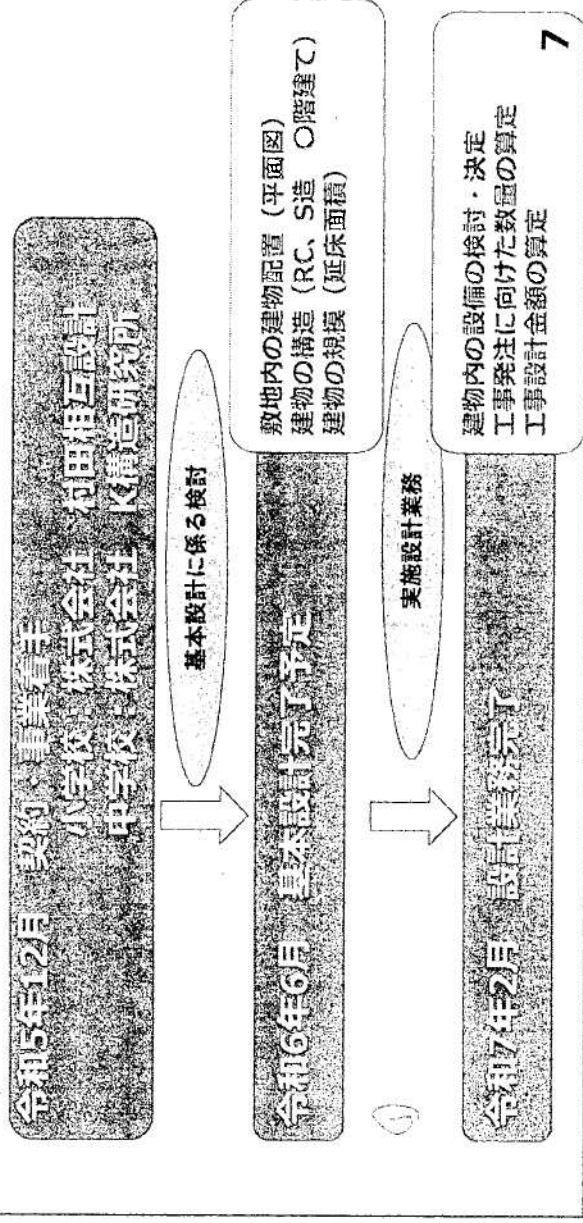 令和5年12月 契約・事業着手
小学校：株式会社 村田相互設計
中学校：株式会社 K構造研究所
基本設計に係る検討
令和6年6月 基本設計完了予定
敷地内の建物配置（平面図）
建物の構造（RC、S造 〇階建て）
建物の規模（延床面積）
実施設計業務
令和7年2月 設計業務完了
建物内の設備の検討・決定
工事発注に向けた数量の算定
工事設計金額の算定
7